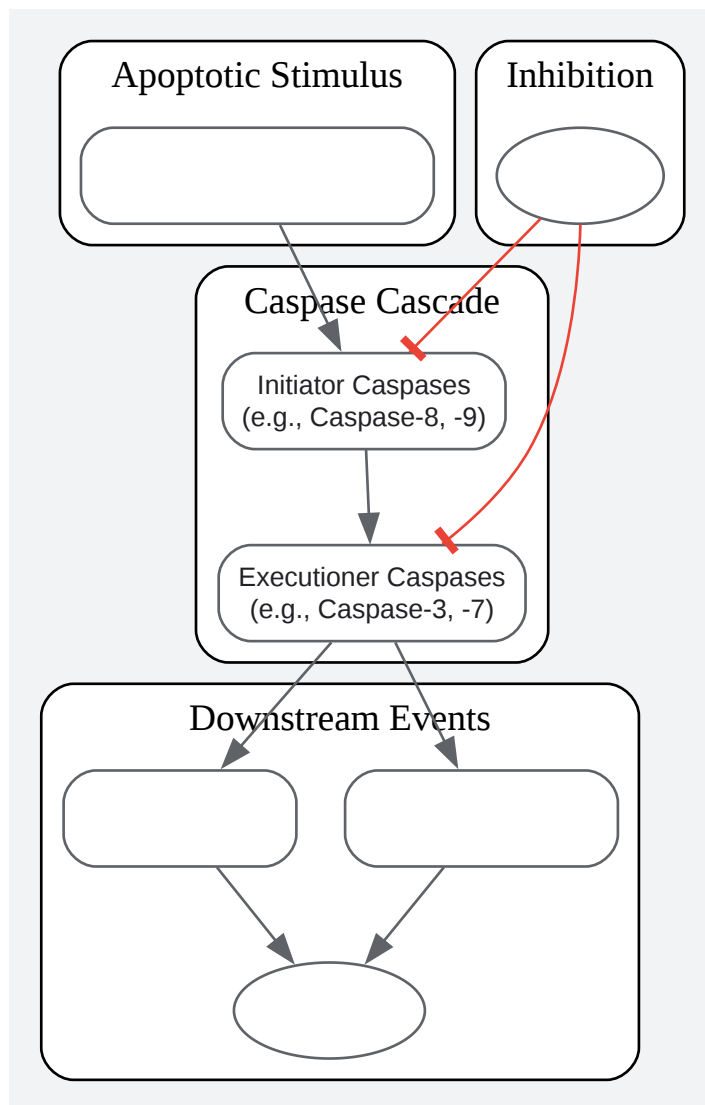 Apoptotic Stimulus
Inhibition
Caspase Cascade
Initiator Caspases
(e.g., Caspase-8, -9)
Executioner Caspases
(e.g., Caspase-3, -7)
Downstream Events